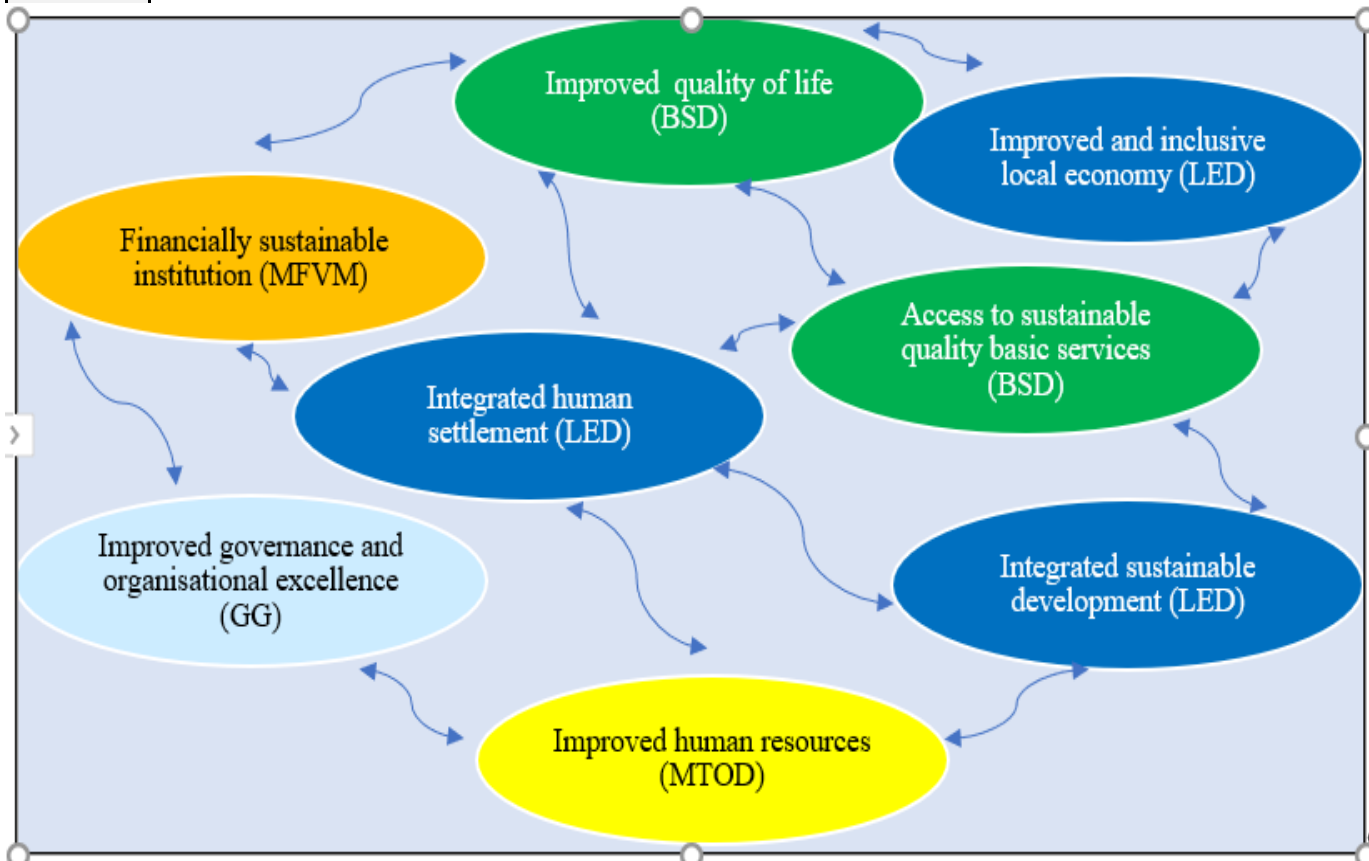 Improved quality of life
(BSD)
Improved and inclusive
local economy (LED)
Financially sustainable
institution (MFVM)
Access to sustainable
quality basic services
(BSD)
Integrated human
settlement (LED)
Improved governance and
organisational excellence
(GG)
Integrated sustainable
development (LED)
Improved human resources
(MTOD)